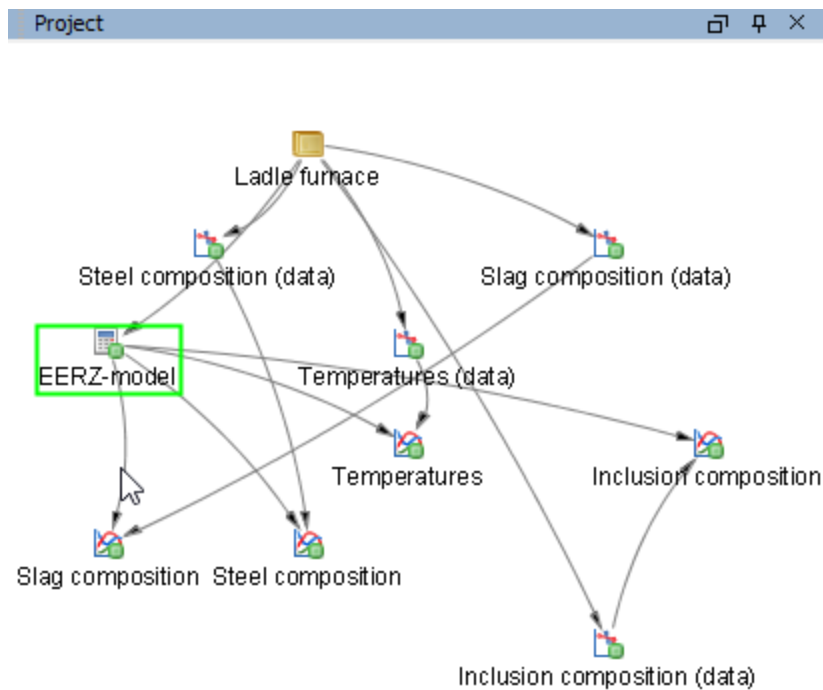 Project
Ladle furnace
Steel composition (data)
Slag composition (data)
EERZ-model
Temperatures (data)
Temperatures
Inclusion composition
Slag composition
Steel composition
Inclusion composition (data)